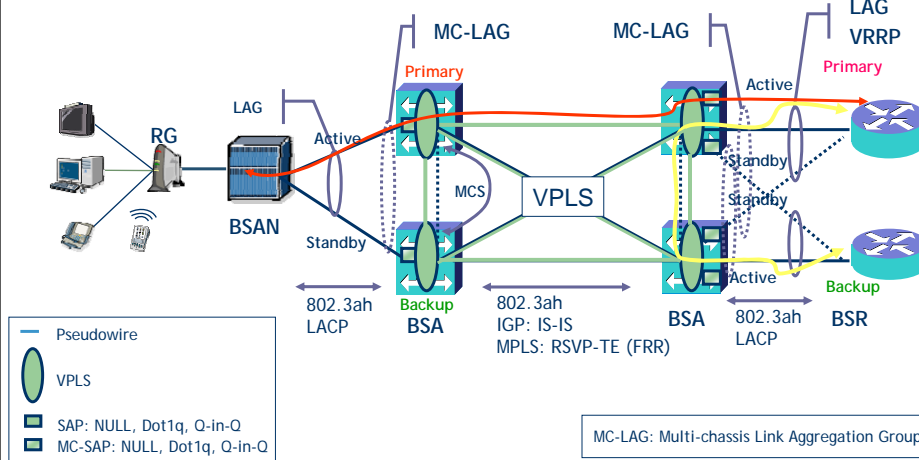 LAG
VRRP
MC-LAG
MC-LAG
Primary
Primary
Active
LAG
RG
Active
Standby
MCS
VPLS
Standby
BSAN
Standby
Active
Backup
Backup
802.3ah
LACP
BSA
802.3ah
IGP: IS-IS
MPLS: RSVP-TE (FRR)
BSA
802.3ah
LACP
BSR
Pseudowire
VPLS
SAP: NULL, Dot1q, Q-in-Q
MC-SAP: NULL, Dot1q, Q-in-Q
MC-LAG: Multi-chassis Link Aggregation Group